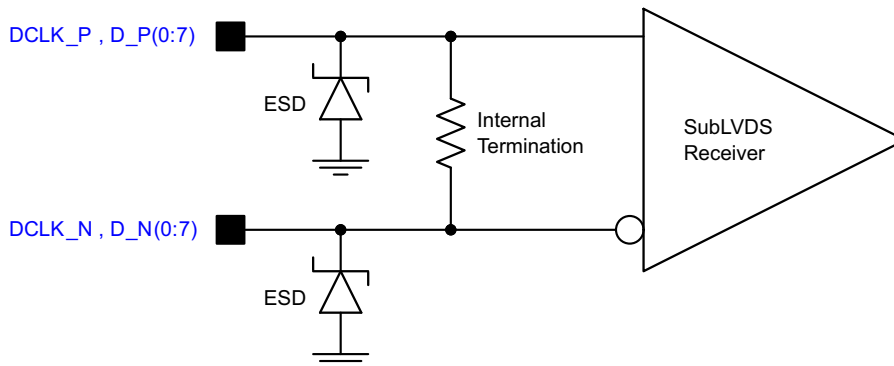 DCLK_P , D_P(0:7)
ESD
Internal
Termination
SubLVDS
Receiver
DCLK_N , D_N(0:7)
ESD